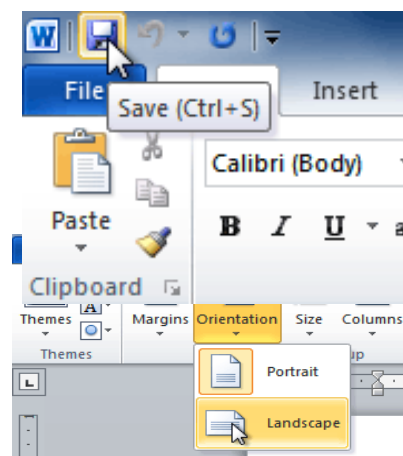 W
File
Insert
Save (Ctrl+S)
Calibri (Body)
Paste
B I U
Clipboard
A
Themes Margins Orientation Size Columns
Themes
Portrait
L
Landscape